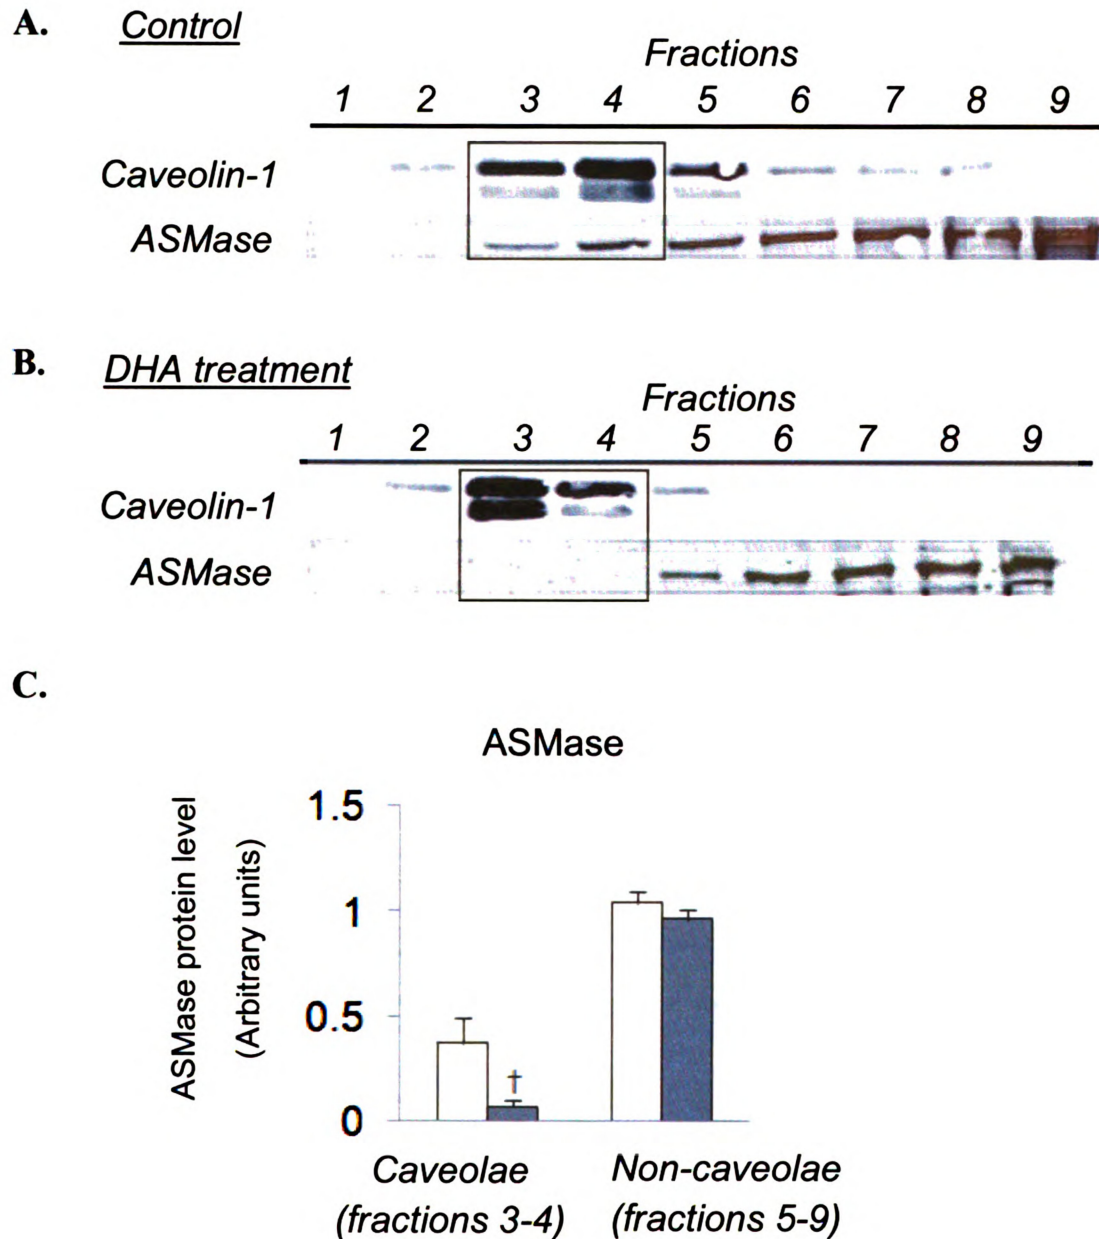 A. Control
Fractions
1 2 3 4 5 6 7 8 9
Caveolin-1
ASMase
B. DHA treatment
Fractions
1 2 3 4 5 6 7 8 9
Caveolin-1
ASMase
C.
ASMase
ASMase protein level
(Arbitrary units)
1.5
1
0.5
0
†
Caveolae
(fractions 3-4)
Non-caveolae
(fractions 5-9)